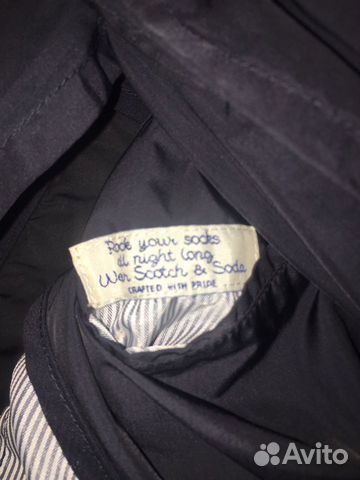 Rock your socks
all night long,
Wear Scotch & Soda
CRAFTED WITH PRIDE
Avito